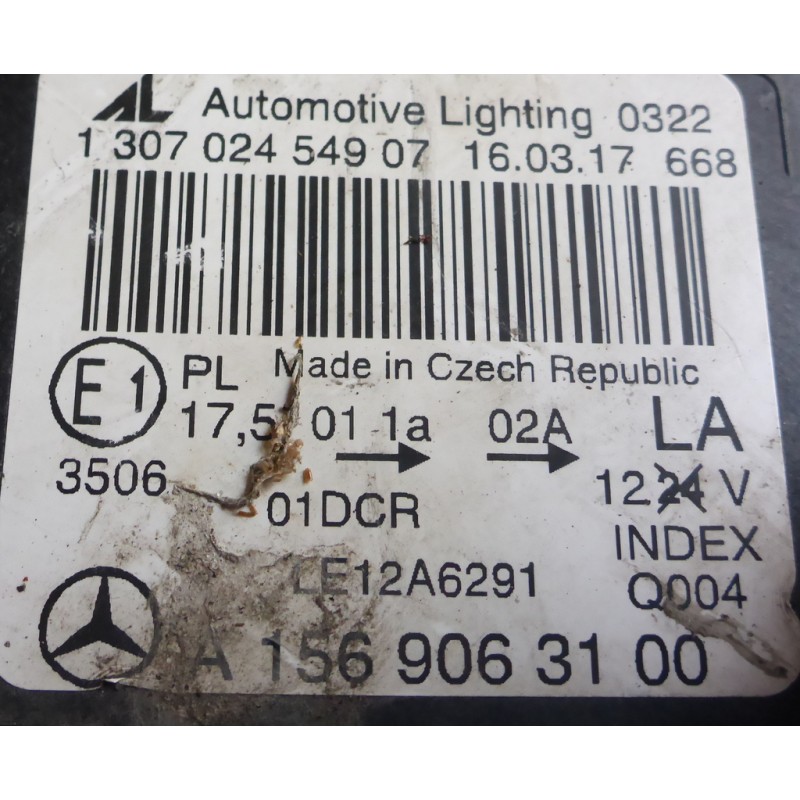 AL Automotive Lighting 0322
1 307 024 549 07 16.03.17 668
E1 PL Made in Czech Republic
17,5 01 1a 02A LA
3506 → → 12 24 V
01DCR INDEX
LE12A6291 Q004
A 156 906 31 00